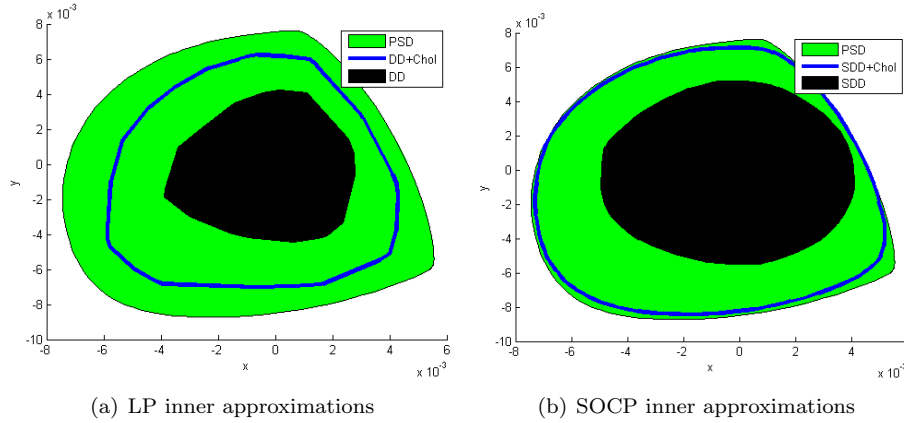 x 10⁻³
8
6
4
2
0
-2
-4
-6
-8
-10
y
PSD
DD+Chol
DD
-8 -6 -4 -2 0 2 4 6
x
x 10⁻³
(a) LP inner approximations
x 10⁻³
8
6
4
2
0
-2
-4
-6
-8
-10
y
PSD
SDD+Chol
SDD
-8 -6 -4 -2 0 2 4
x
x 10⁻³
(b) SOCP inner approximations